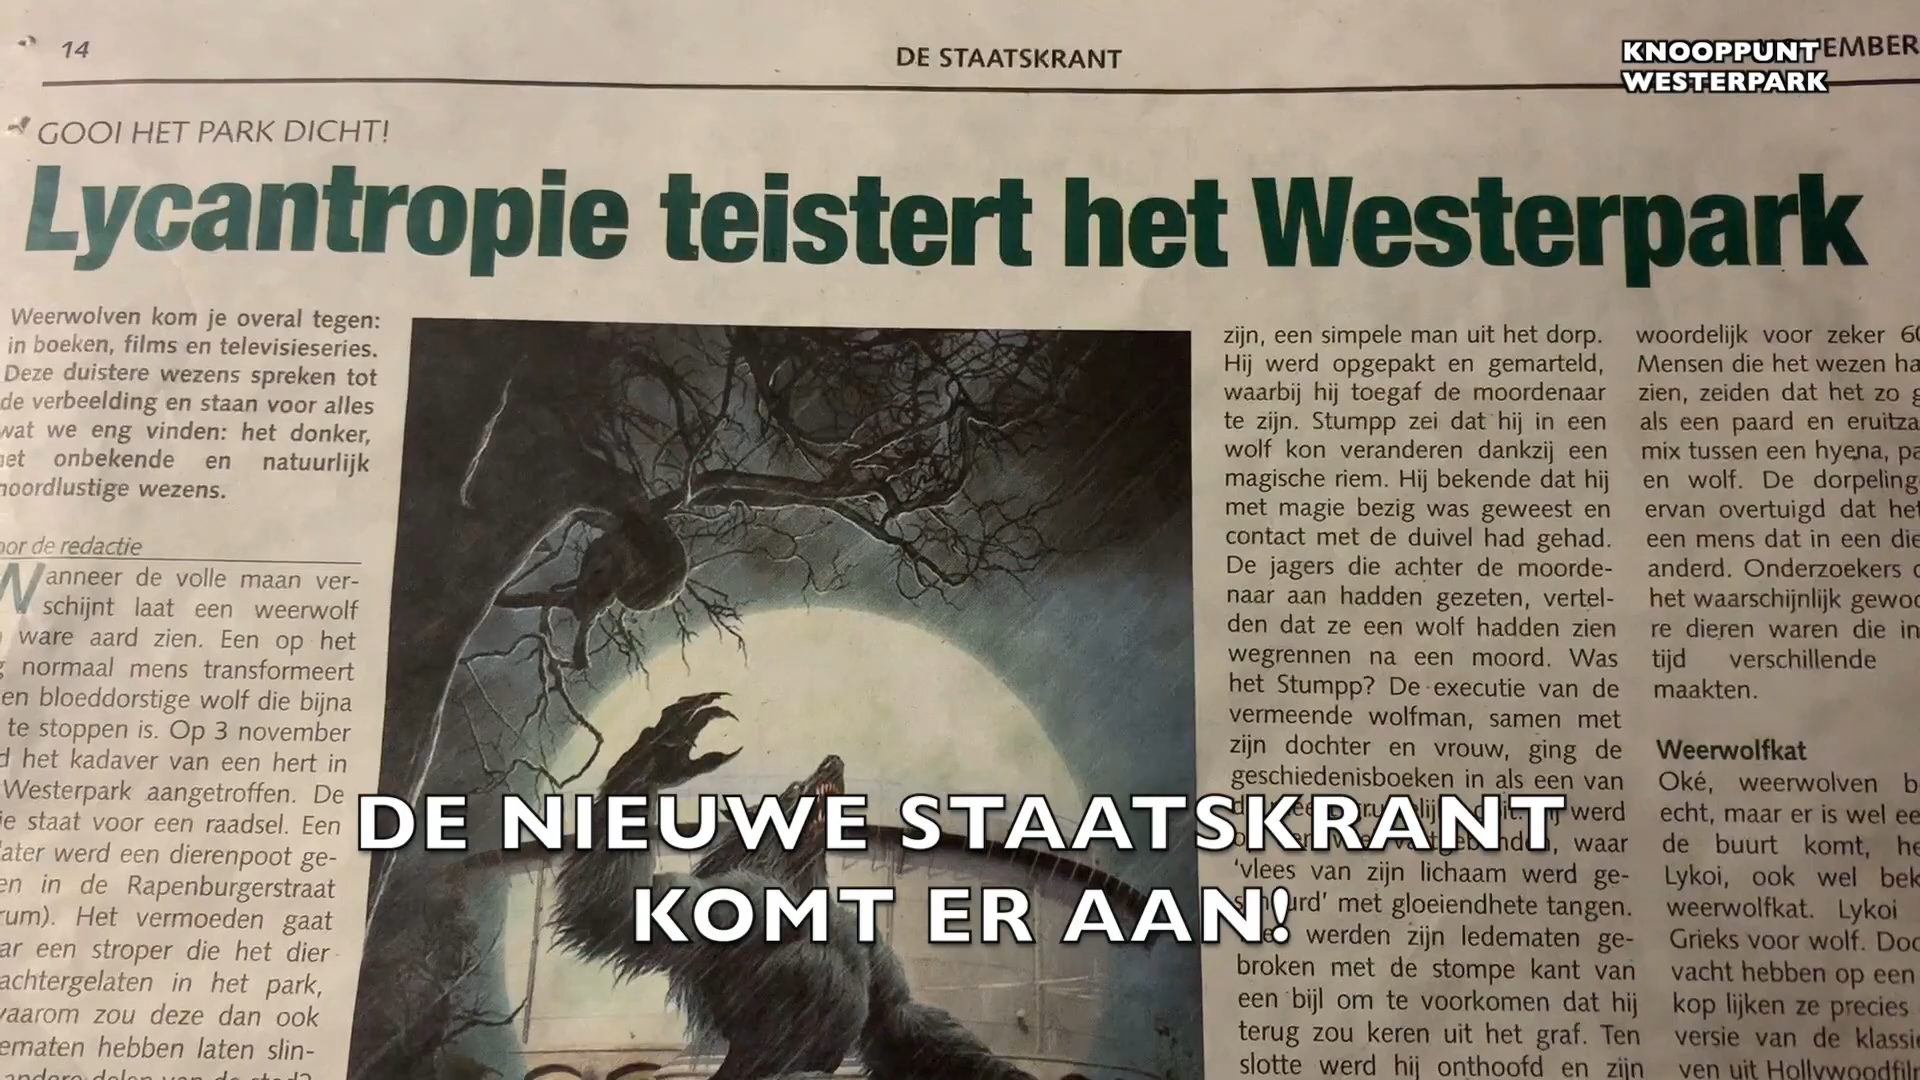 14
DE STAATSKRANT
KNOOPPUNT
WESTERPARK
GOOI HET PARK DICHT!
Lycantropie teistert het Westerpark
Weerwolven kom je overal tegen:
in boeken, films en televisieseries.
Deze duistere wezens spreken tot
de verbeelding en staan voor alles
wat we eng vinden: het donker,
onbekende en natuurlijk
wezens.
de redactie
Wanneer de volle maan ver-
schijnt laat een weerwolf
ware aard zien. Een op het
normaal mens transformeert
en bloeddorstige wolf die bijna
te stoppen is. Op 3 november
het kadaver van een hert in
Westerpark aangetroffen. De
staat voor een raadsel. Een
later werd een dierenpoot ge-
en in de Rapenburgerstraat
Het vermoeden gaat
een stroper die het dier
achtergelaten in het park,
waarom zou deze dan ook
hebben laten slin-
zijn, een simpele man uit het dorp.
Hij werd opgepakt en gemarteld,
waarbij hij toegaf de moordenaar
te zijn. Stumpp zei dat hij in een
wolf kon veranderen dankzij een
magische riem. Hij bekende dat hij
met magie bezig was geweest en
contact met de duivel had gehad.
De jagers die achter de moorde-
naar aan hadden gezeten, vertel-
den dat ze een wolf hadden zien
wegrennen na een moord. Was
het Stumpp? De executie van de
vermeende wolfman, samen met
zijn dochter en vrouw, ging de
geschiedenisboeken in als een van
werd
waar
'vlees van zijn lichaam werd ge-
met gloeiendhete tangen.
werden zijn ledematen ge-
broken met de stompe kant van
een bijl om te voorkomen dat hij
terug zou keren uit het graf. Ten
slotte werd hij onthoofd en zijn
woordelijk voor zeker
Mensen die het wezen
zien, zeiden dat het zo
als een paard en
mix tussen een hyena,
en wolf. De
ervan overtuigd dat
een mens dat in een
anderd. Onderzoekers
het waarschijnlijk
re dieren waren die in
tijd verschillende
maakten.
Weerwolfkat
Oké, weerwolven
echt, maar er is wel
de buurt komt,
Lykoi, ook wel
weerwolfkat. Lykoi
Grieks voor wolf.
vacht hebben op een
kop lijken ze precies
versie van de
ven uit
DE NIEUWE STAATSKRANT
KOMT ER AAN!